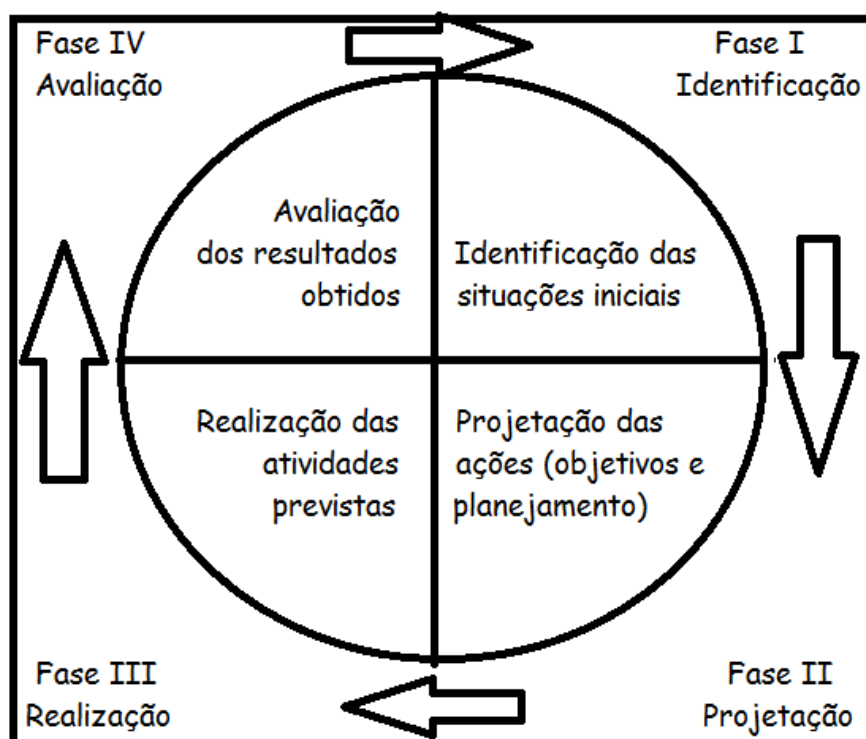 Fase IV
Avaliação
Fase I
Identificação
Avaliação
dos resultados
obtidos
Identificação das
situações iniciais
Realização das
atividades
previstas
Projetação das
ações (objetivos e
planejamento)
Fase III
Realização
Fase II
Projetação